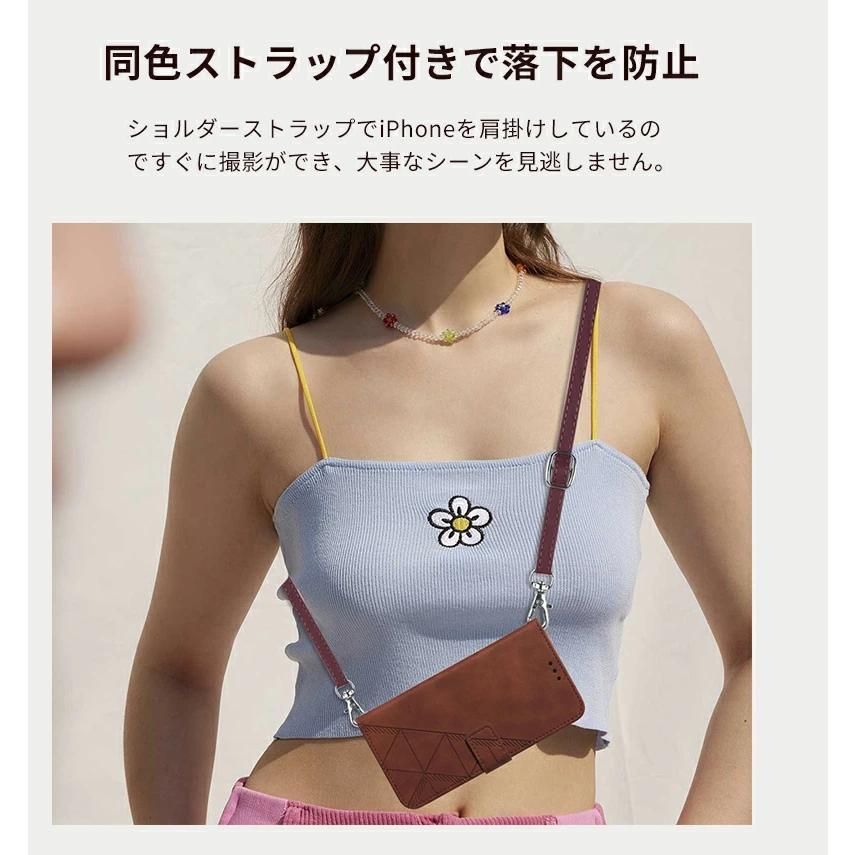 同色ストラップ付きで落下を防止
ショルダーストラップでiPhoneを肩掛けしているの
ですぐに撮影ができ、大事なシーンを見逃しません。